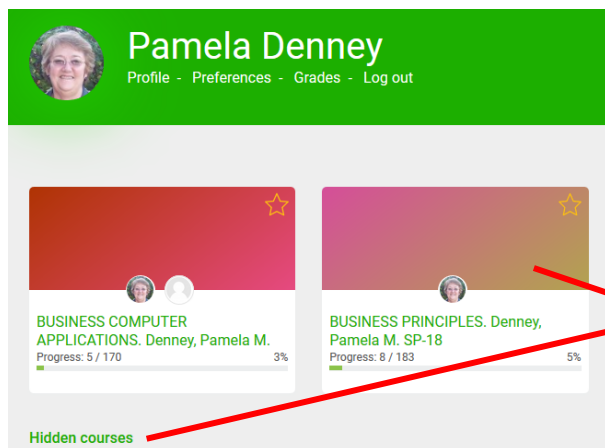 Pamela Denney
Profile - Preferences - Grades - Log out
BUSINESS COMPUTER
APPLICATIONS. Denney, Pamela M.
Progress: 5 / 170 3%
BUSINESS PRINCIPLES. Denney,
Pamela M. SP-18
Progress: 8 / 183 5%
Hidden courses